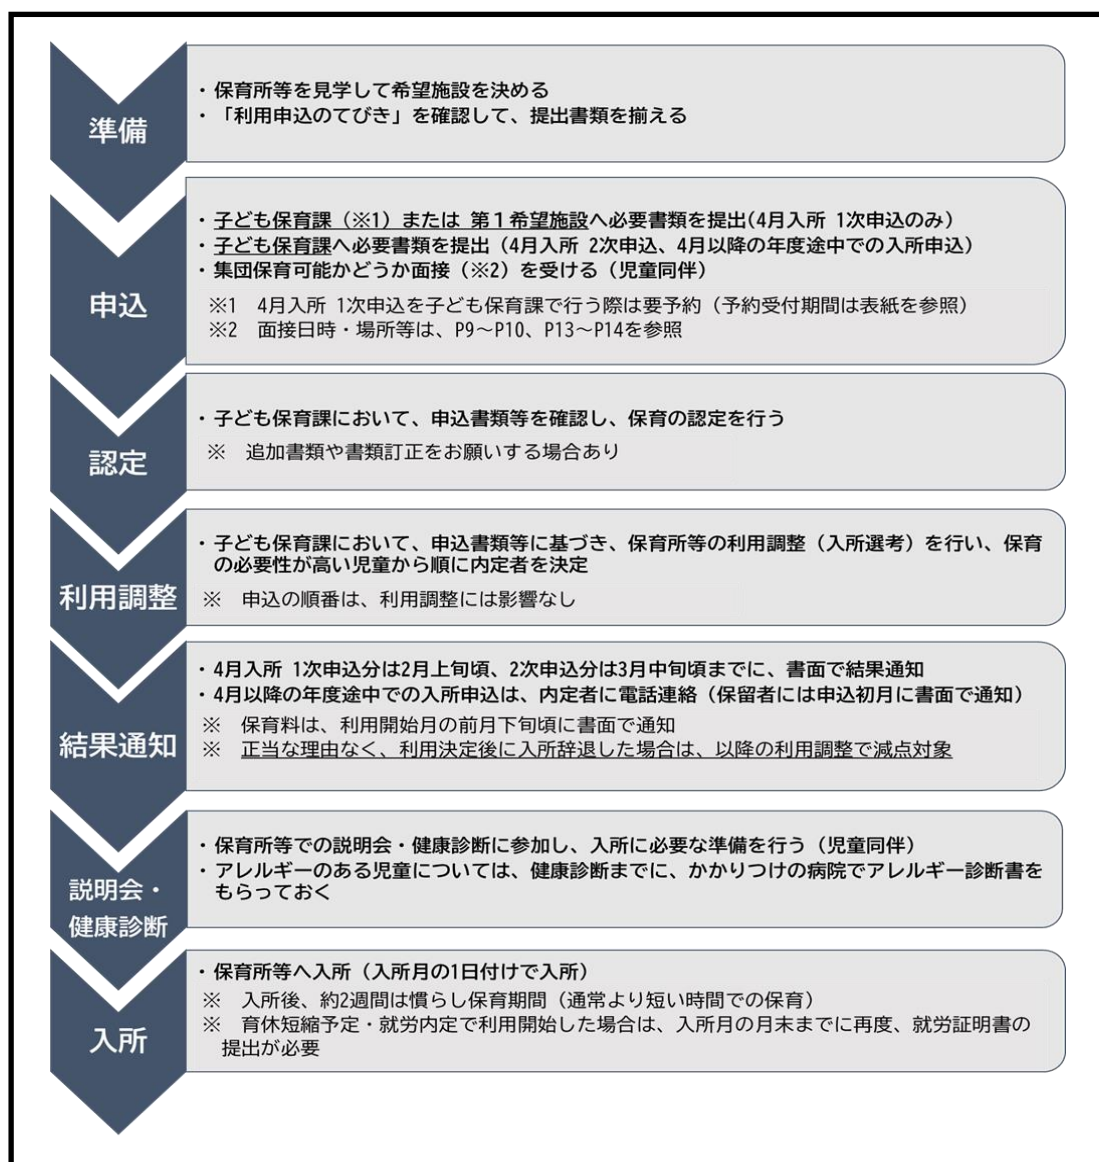 準備
・保育所等を見学して希望施設を決める
・「利用申込のてびき」を確認して、提出書類を揃える
申込
・子ども保育課（※1）または 第１希望施設へ必要書類を提出(4月入所 1次申込のみ）
・子ども保育課へ必要書類を提出（4月入所 2次申込、4月以降の年度途中での入所申込）
・集団保育可能かどうか面接（※2）を受ける（児童同伴）
※1　4月入所 1次申込を子ども保育課で行う際は要予約（予約受付期間は表紙を参照）
※2　面接日時・場所等は、P9～P10、P13～P14を参照
認定
・子ども保育課において、申込書類等を確認し、保育の認定を行う
※　追加書類や書類訂正をお願いする場合あり
利用調整
・子ども保育課において、申込書類等に基づき、保育所等の利用調整（入所選考）を行い、保育
の必要性が高い児童から順に内定者を決定
※　申込の順番は、利用調整には影響なし
結果通知
・4月入所 1次申込分は2月上旬頃、2次申込分は3月中旬頃までに、書面で結果通知
・4月以降の年度途中での入所申込は、内定者に電話連絡（保留者には申込初月に書面で通知）
※　保育料は、利用開始月の前月下旬頃に書面で通知
※　正当な理由なく、利用決定後に入所辞退した場合は、以降の利用調整で減点対象
説明会・
健康診断
・保育所等での説明会・健康診断に参加し、入所に必要な準備を行う（児童同伴）
・アレルギーのある児童については、健康診断までに、かかりつけの病院でアレルギー診断書を
もらっておく
入所
・保育所等へ入所（入所月の1日付けで入所）
※　入所後、約2週間は慣らし保育期間（通常より短い時間での保育）
※　育休短縮予定・就労内定で利用開始した場合は、入所月の月末までに再度、就労証明書の
提出が必要